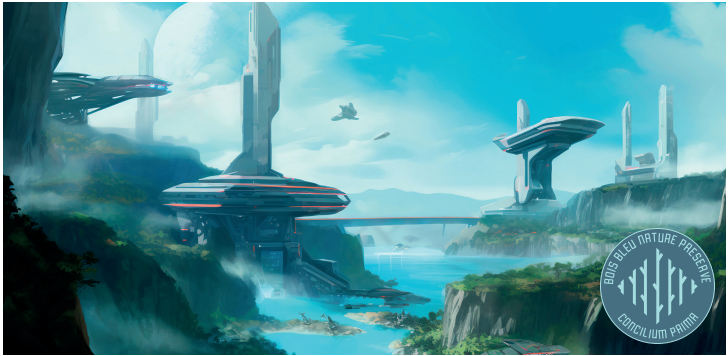 BOIS BLEU NATURE PRESERVE
CONCILIUM PRIMA